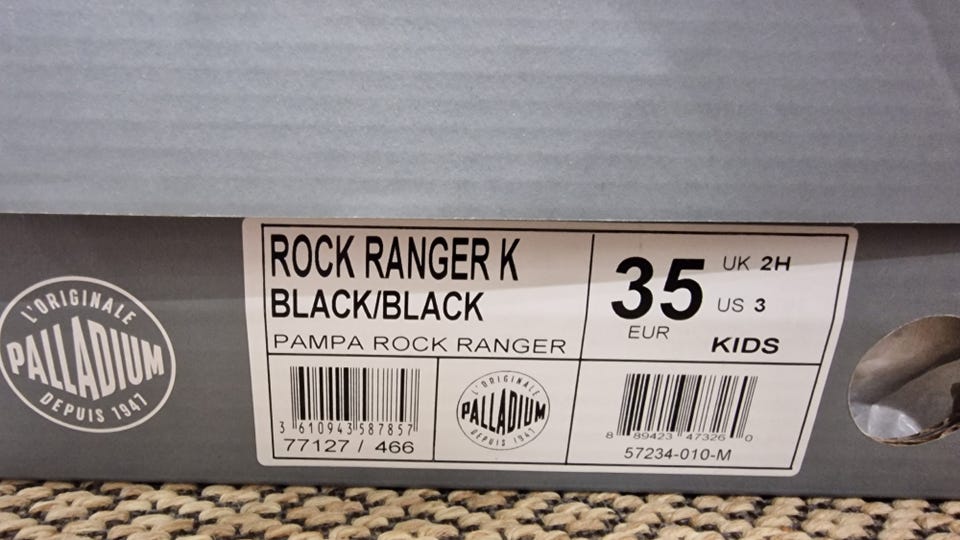 ROCK RANGER K
BLACK/BLACK
PAMPA ROCK RANGER
35
EUR
UK 2H
US 3
KIDS
L'ORIGINALE
PALLADIUM
DEPUIS 1947
3 610943 587857
77127 / 466
L'ORIGINALE
PALLADIUM
DEPUIS 1947
8 89423 47326 0
57234-010-M